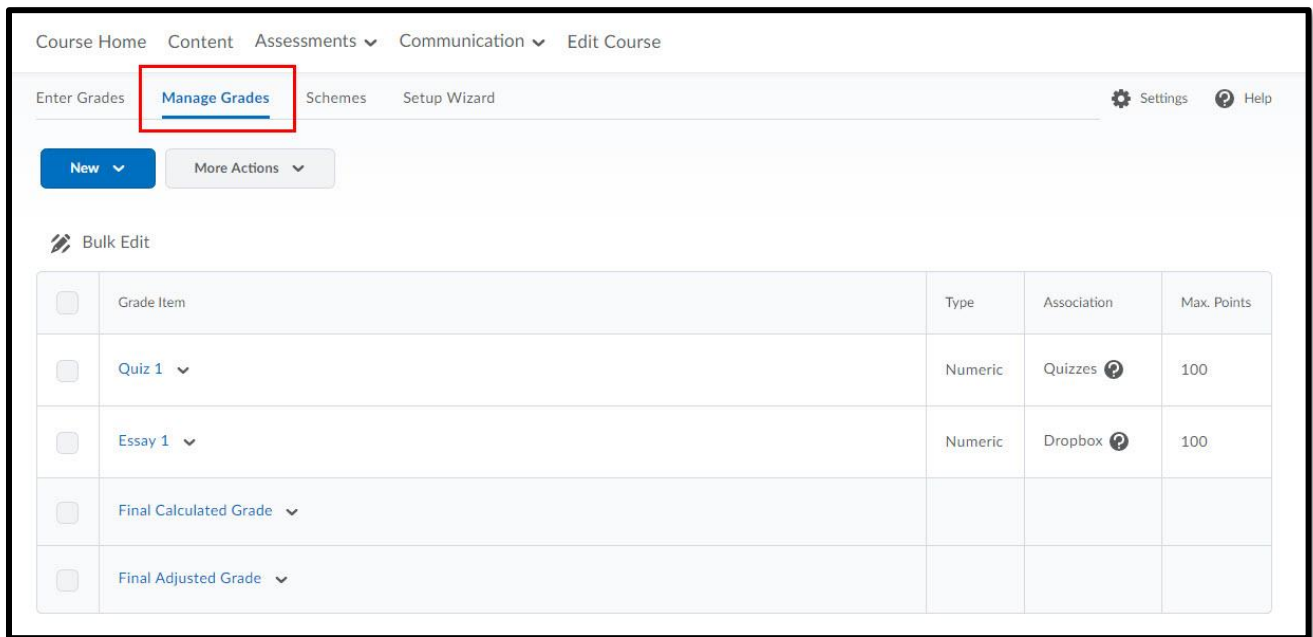 Course Home Content Assessments Communication Edit Course
Enter Grades Manage Grades Schemes Setup Wizard Settings Help
New More Actions
Bulk Edit
Grade Item Type Association Max. Points
Quiz 1 Numeric Quizzes 100
Essay 1 Numeric Dropbox 100
Final Calculated Grade
Final Adjusted Grade